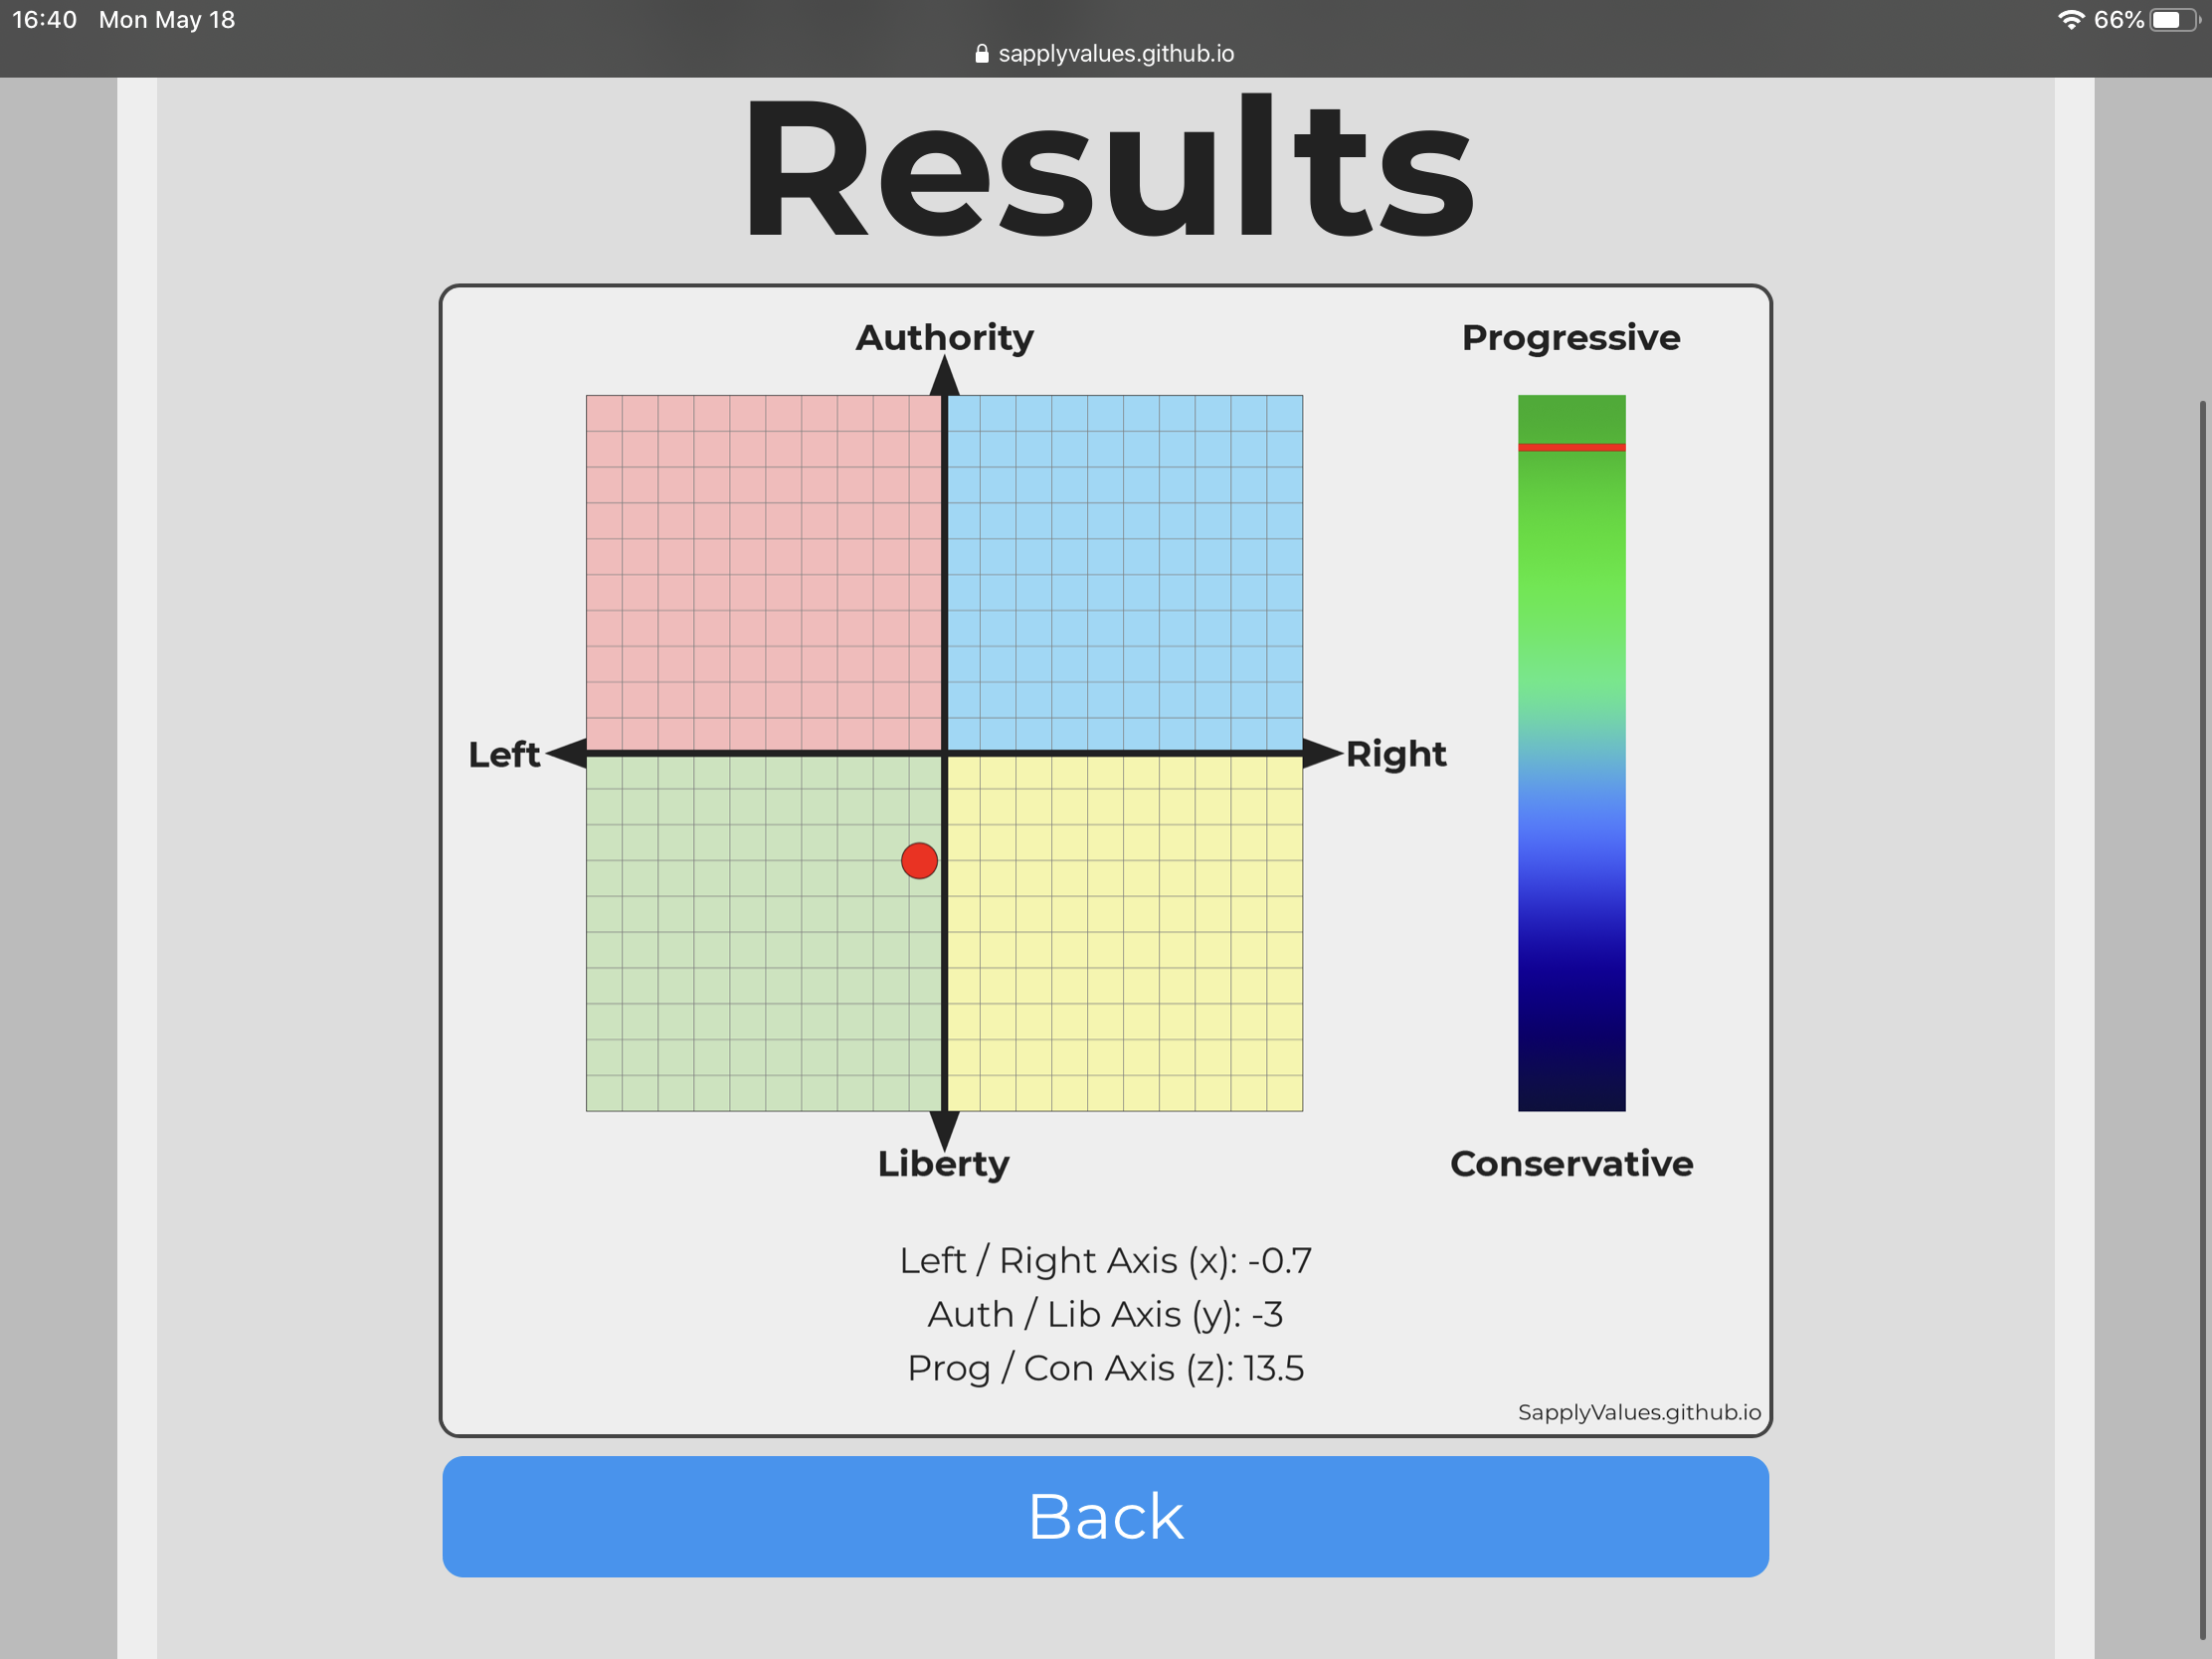 16:40 Mon May 18
66%
sapplyvalues.github.io
Results
Authority
Progressive
Left
Right
Liberty
Conservative
Left / Right Axis (x): -0.7
Auth / Lib Axis (y): -3
Prog / Con Axis (z): 13.5
SapplyValues.github.io
Back